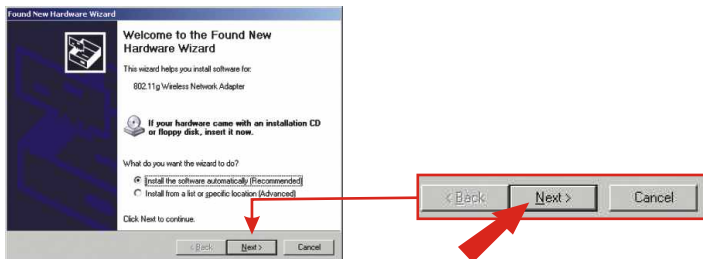 Found New Hardware Wizard
Welcome to the Found New
Hardware Wizard
This wizard helps you install software for:
802.11g Wireless Network Adapter
If your hardware came with an installation CD
or floppy disk, insert it now.
What do you want the wizard to do?
Install the software automatically (Recommended)
Install from a list or specific location (Advanced)
Click Next to continue.
< Back Next > Cancel
< Back Next > Cancel